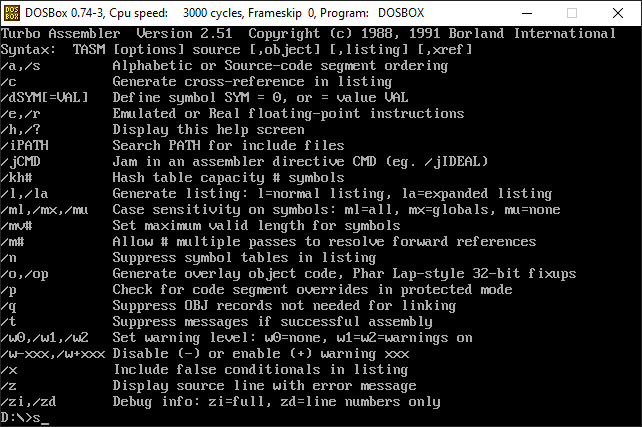 DOSBox 0.74-3, Cpu speed: 3000 cycles, Frameskip 0, Program: DOSBOX
Turbo Assembler Version 2.51 Copyright (c) 1988, 1991 Borland International
Syntax: TASM [options] source [,object] [,listing] [,xref]
/a,/s Alphabetic or Source-code segment ordering
/c Generate cross-reference in listing
/dSYM[=VAL] Define symbol SYM = 0, or = value VAL
/e,/r Emulated or Real floating-point instructions
/h,/? Display this help screen
/iPATH Search PATH for include files
/jCMD Jam in an assembler directive CMD (eg. /jIDEAL)
/kh# Hash table capacity # symbols
/l,/la Generate listing: l=normal listing, la=expanded listing
/ml,/mx,/mu Case sensitivity on symbols: ml=all, mx=globals, mu=none
/mv# Set maximum valid length for symbols
/m# Allow # multiple passes to resolve forward references
/n Suppress symbol tables in listing
/o,/op Generate overlay object code, Phar Lap-style 32-bit fixups
/p Check for code segment overrides in protected mode
/q Suppress OBJ records not needed for linking
/t Suppress messages if successful assembly
/w0,/w1,/w2 Set warning level: w0=none, w1=w2=warnings on
/w-xxx,/w+xxx Disable (-) or enable (+) warning xxx
/x Include false conditionals in listing
/z Display source line with error message
/zi,/zd Debug info: zi=full, zd=line numbers only
D:\>s_